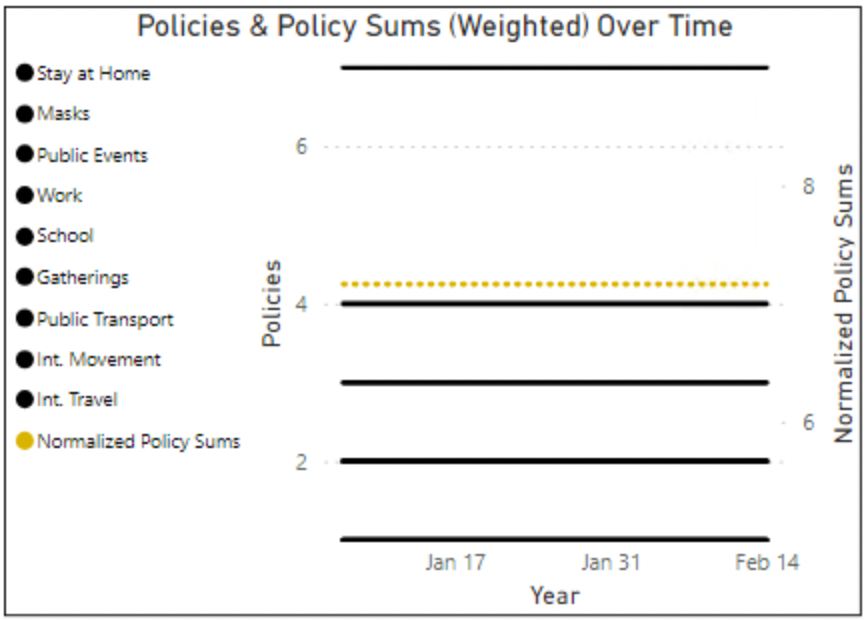 Policies & Policy Sums (Weighted) Over Time
Stay at Home
Masks
Public Events
Work
School
Gatherings
Public Transport
Int. Movement
Int. Travel
Normalized Policy Sums
Policies
6
4
2
8
6
Normalized Policy Sums
Jan 17 Jan 31 Feb 14
Year